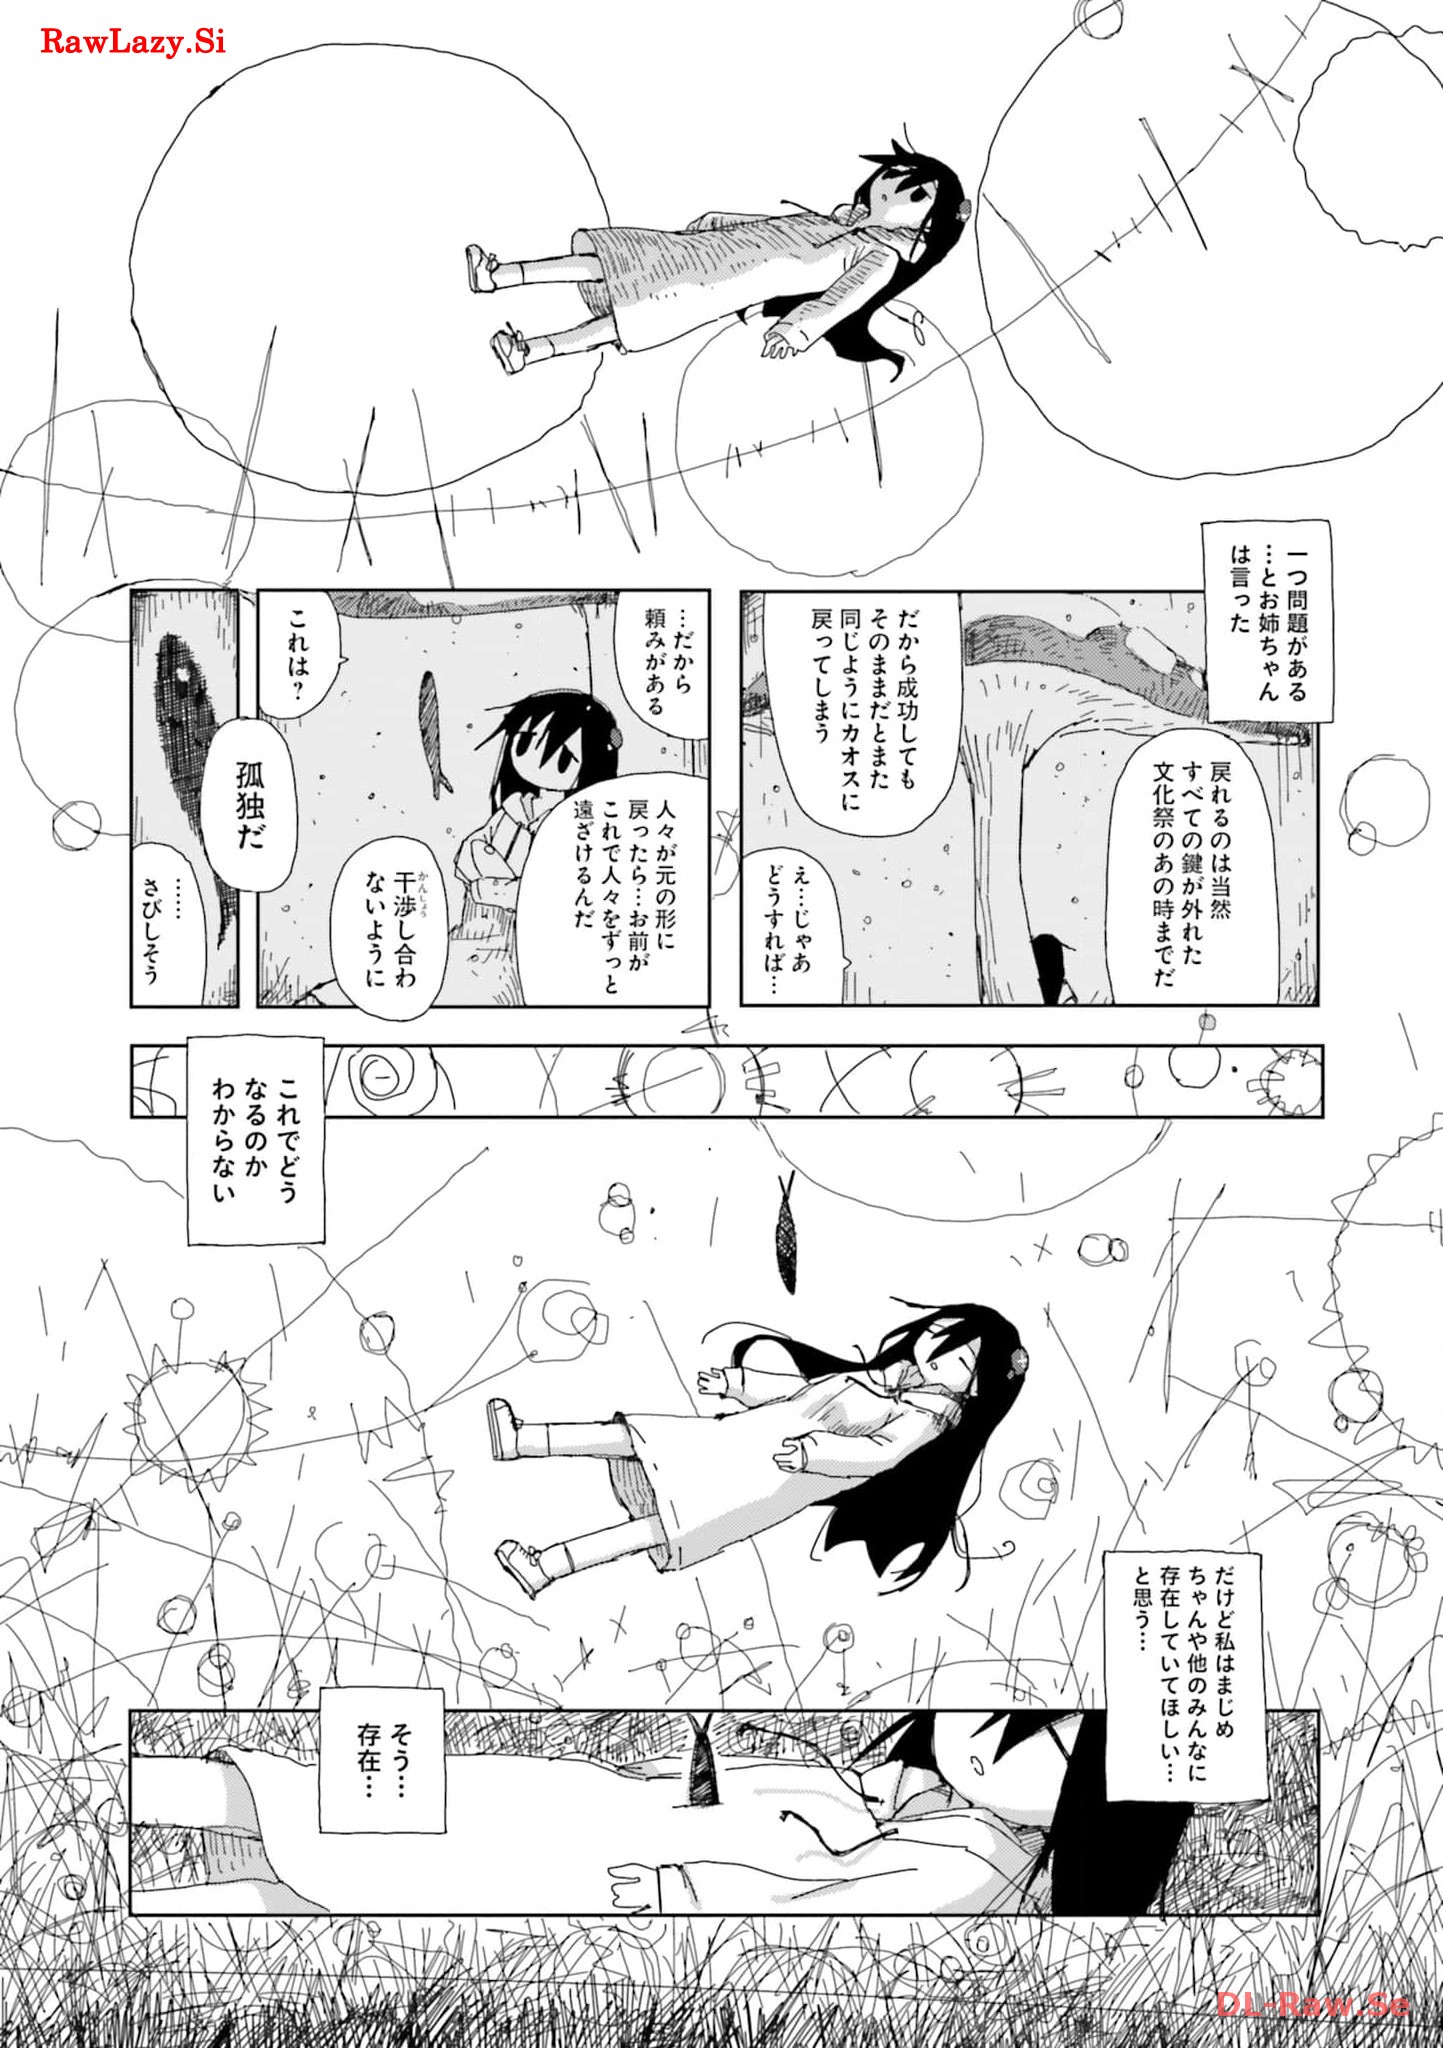 RawLazy.Si
一つ問題がある
…とお姉ちゃん
は言った
戻れるのは当然
すべての鍵が外れた
文化祭のあの時までだ
だから成功しても
そのままだとまた
同じようにカオスに
戻ってしまう
え…じゃあ
どうすれば…
…だから
頼みがある
人々が元の形に
戻ったら…お前が
これで人々をずっと
遠ざけるんだ
これは?
干渉し合わ
かんしょう
ないように
孤独だ
……
さびしそう
これでどう
なるのか
わからない
だけど私はまじめ
ちゃんや他のみんなに
存在していてほしい…
と思う…
そう…
存在…
DL-Raw.Se